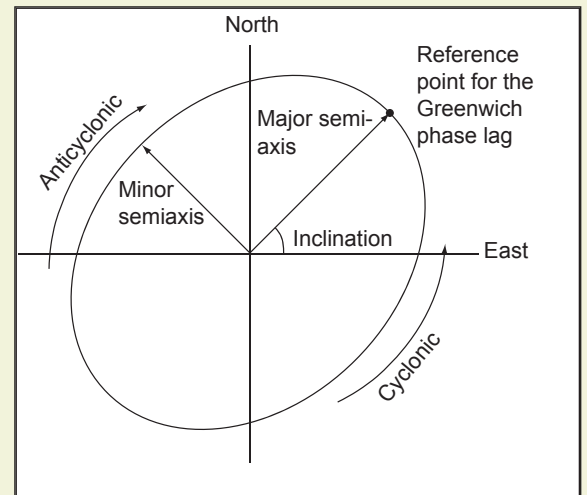 North
Reference
point for the
Greenwich
phase lag
Major semi-
axis
Anticyclonic
Minor
semiaxis
Inclination
East
Cyclonic